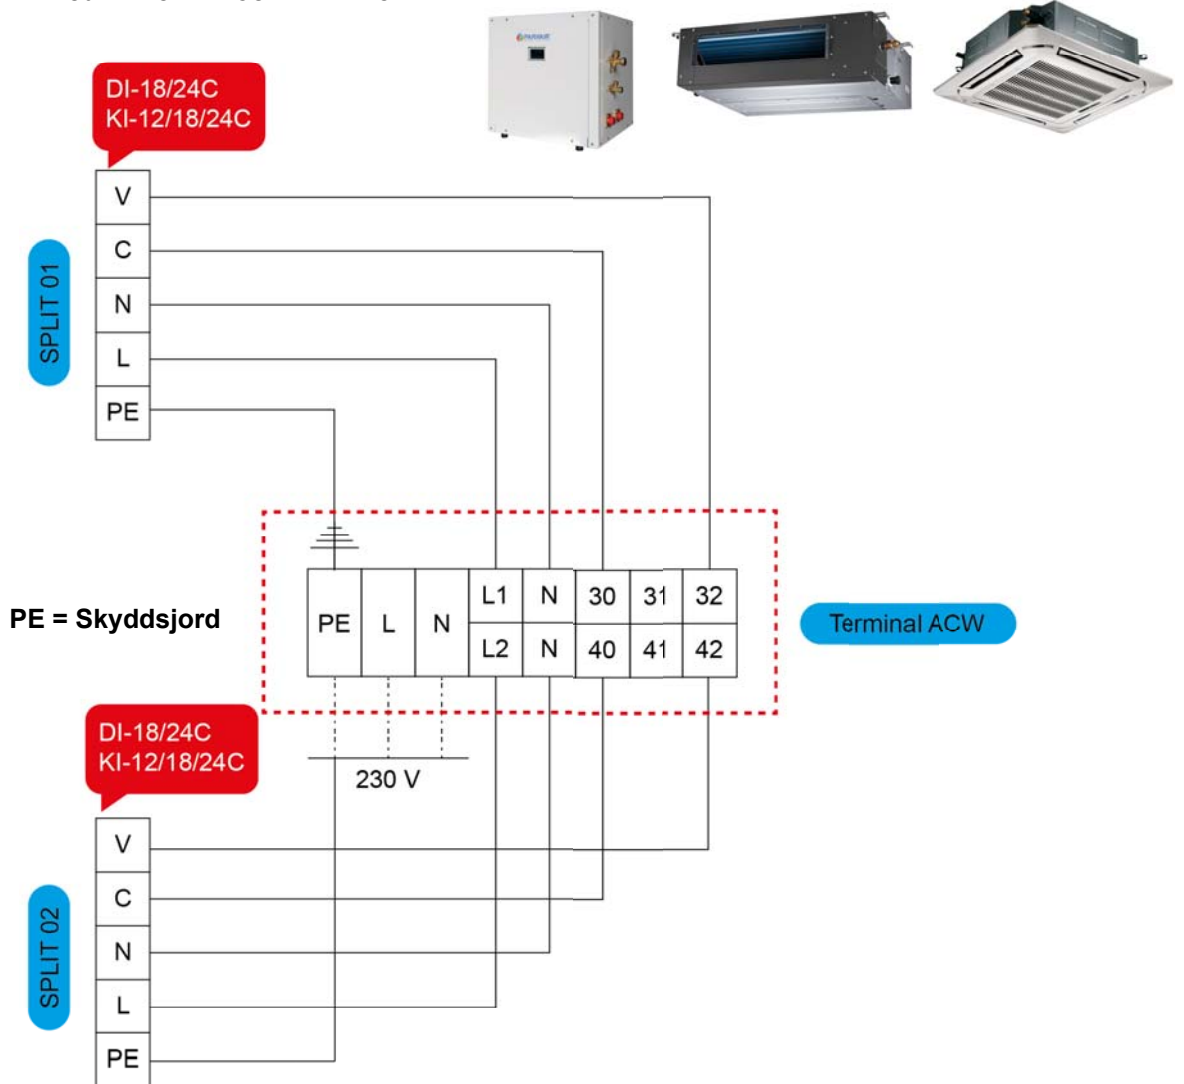 DI-18/24C
KI-12/18/24C
V
C
N
L
PE
SPLIT 01
PE = Skyddsjord
PE
L
N
L1
N
30
31
32
L2
N
40
41
42
Terminal ACW
230 V
DI-18/24C
KI-12/18/24C
V
C
N
L
PE
SPLIT 02